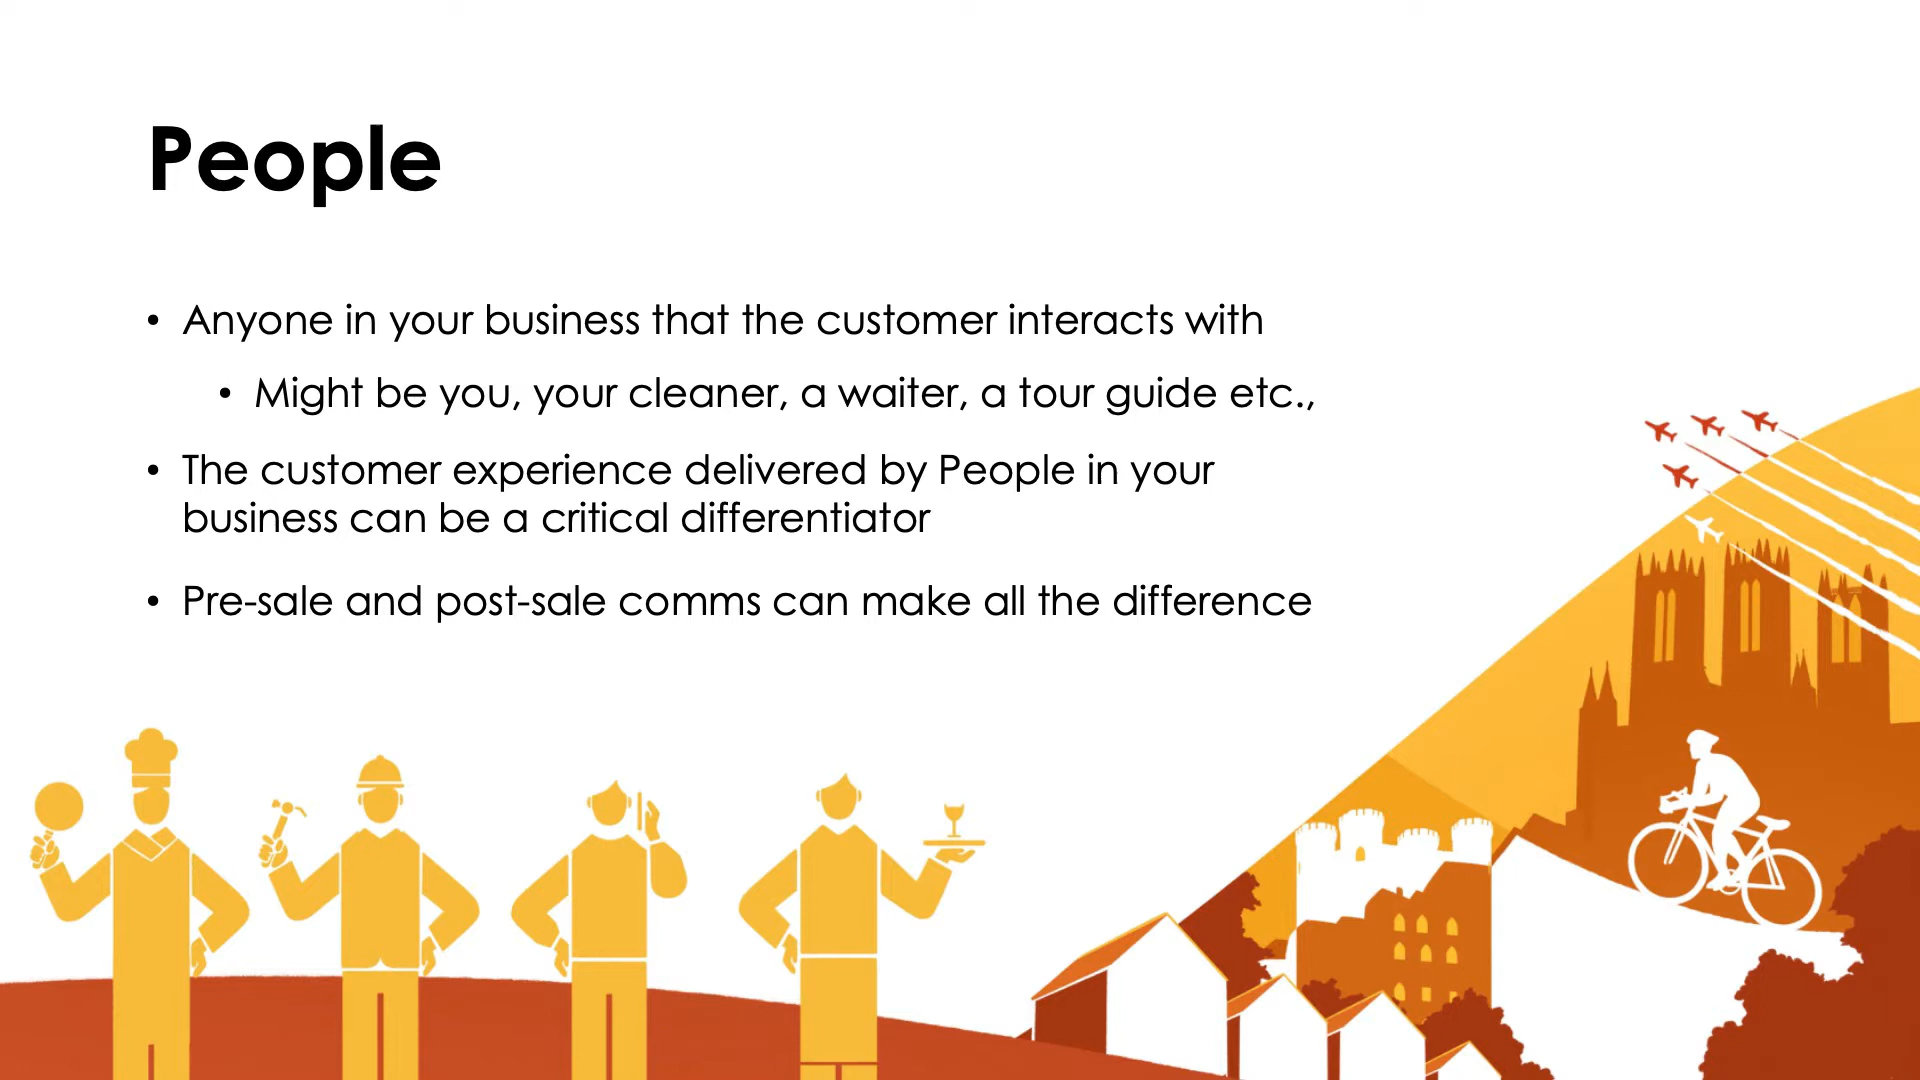 People
• Anyone in your business that the customer interacts with
• Might be you, your cleaner, a waiter, a tour guide etc.,
• The customer experience delivered by People in your
business can be a critical differentiator
• Pre-sale and post-sale comms can make all the difference